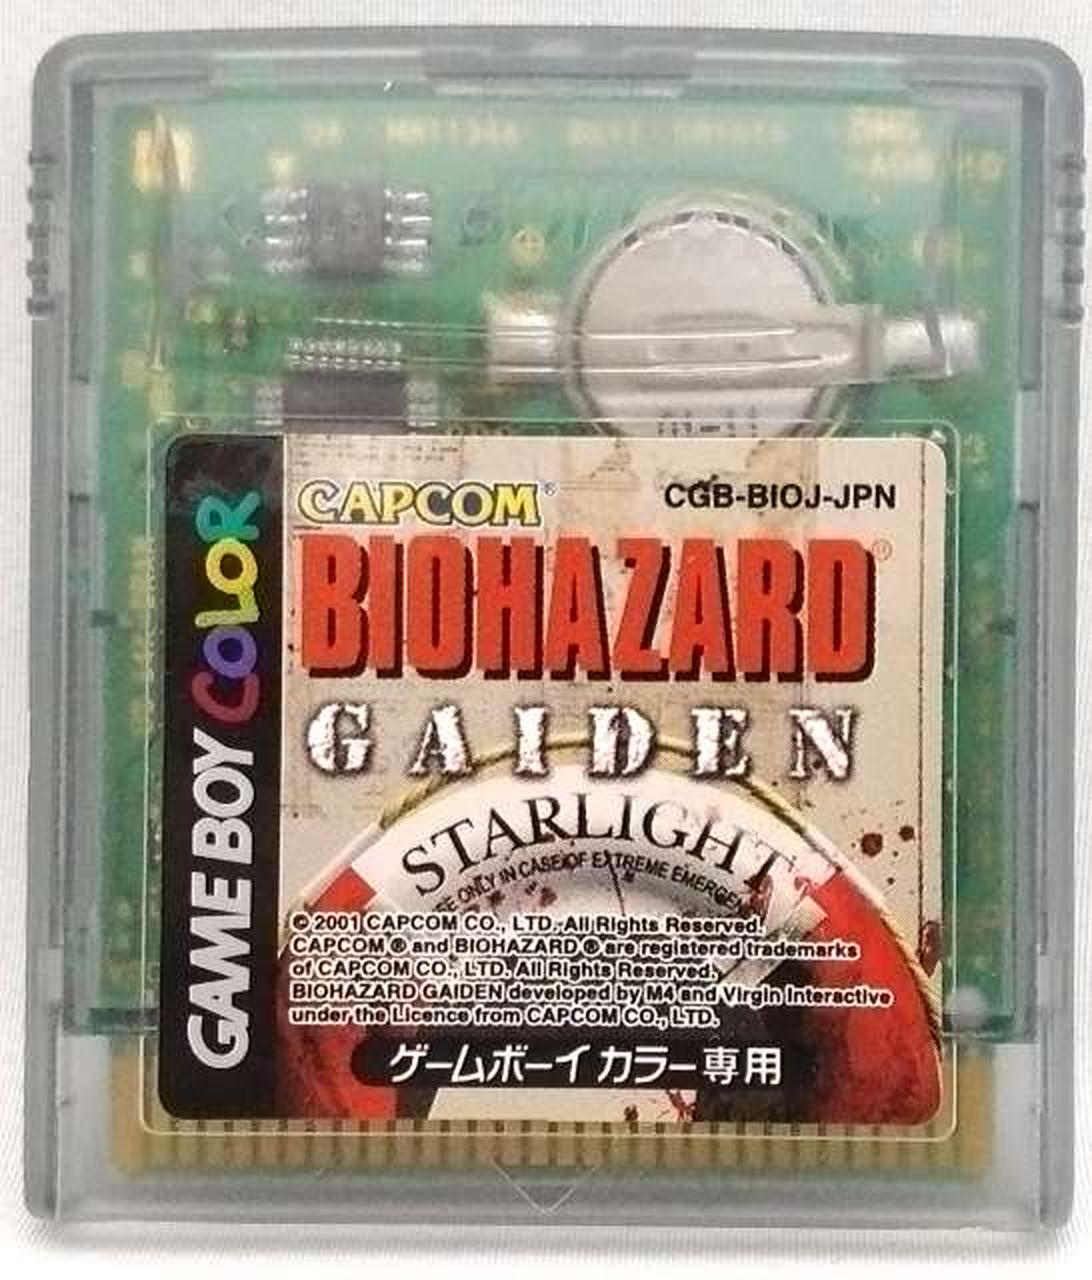 CAPCOM®
CGB-BIOJ-JPN
BIOHAZARD®
GAIDEN
STARLIGHT
ONLY IN CASE OF EXTREME
© 2001 CAPCOM CO., LTD. All Rights Reserved.
CAPCOM ® and BIOHAZARD ® are registered trademarks
of CAPCOM CO., LTD. All Rights Reserved.
BIOHAZARD GAIDEN developed by M4 and Virgin Interactive
under the Licence from CAPCOM CO., LTD.
ゲームボーイ カラー専用
GAME BOY COLOR